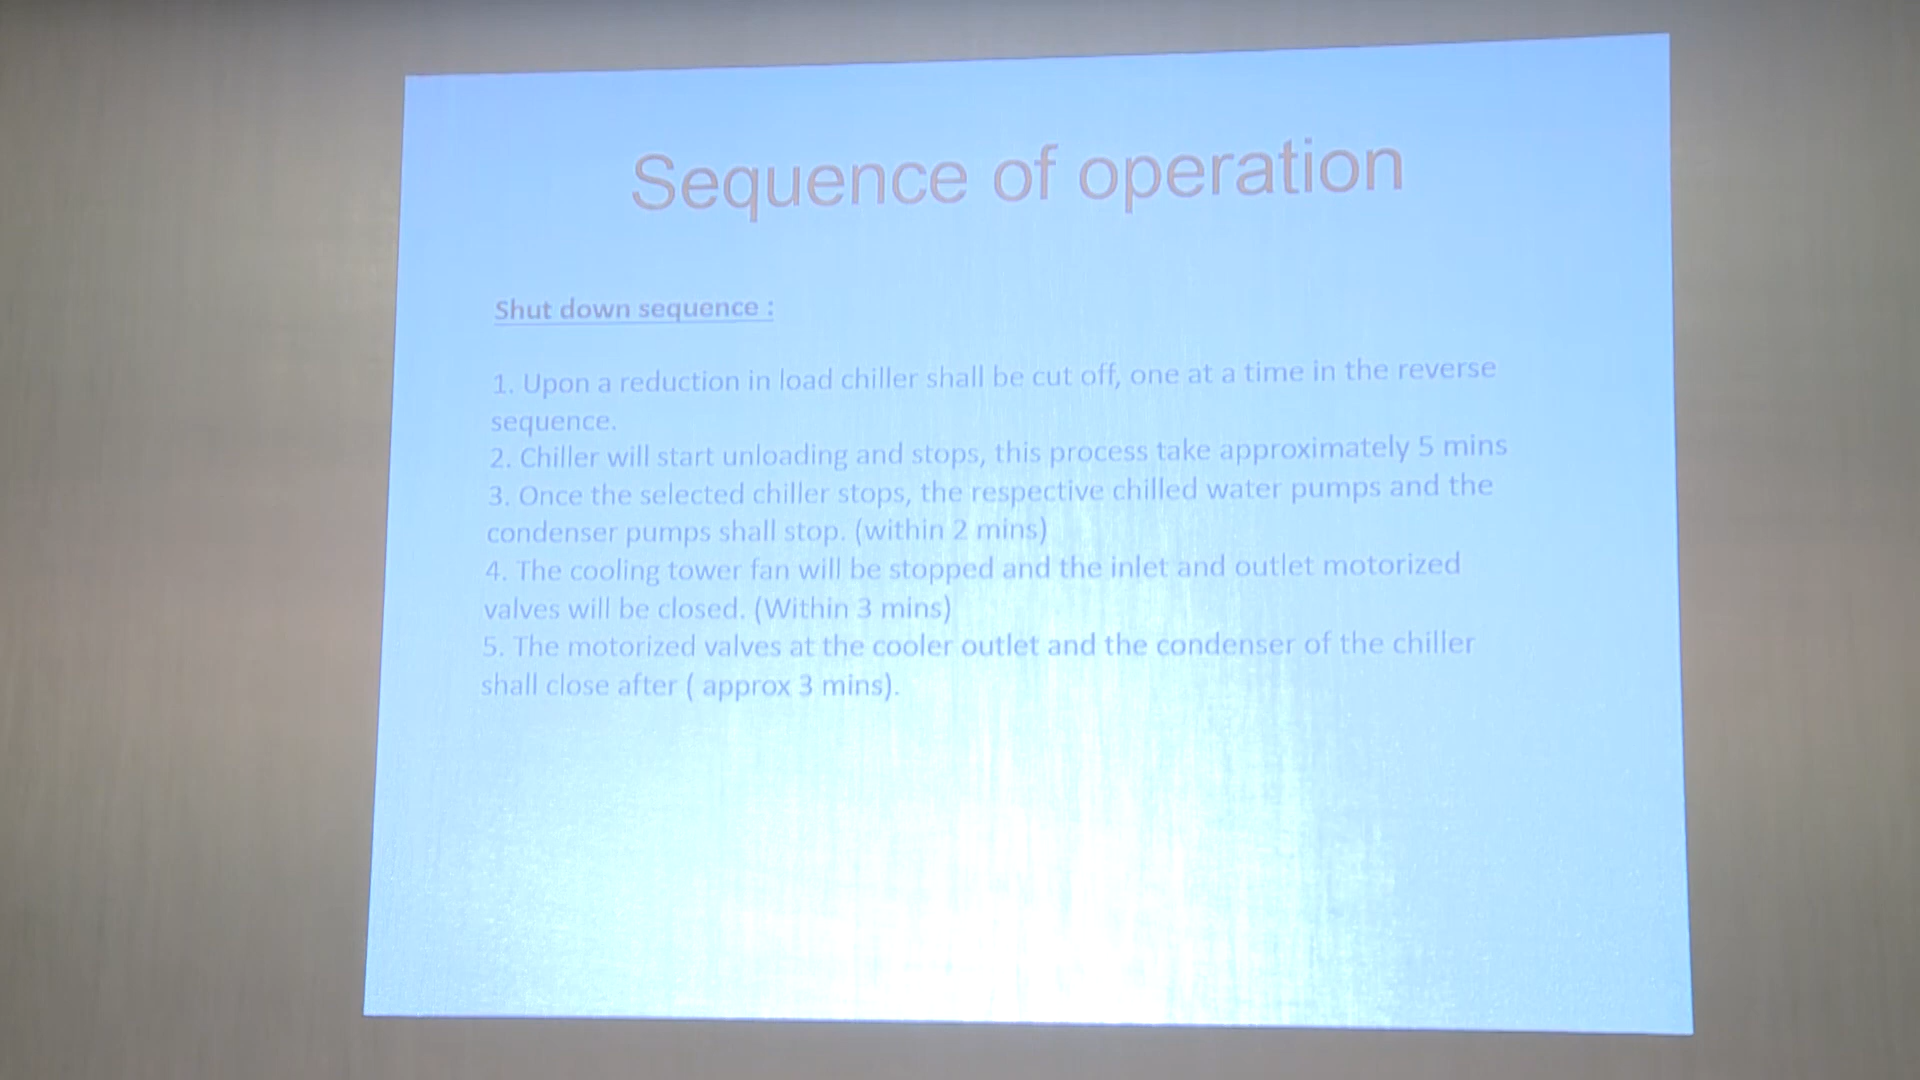 Sequence of operation
Shut down sequence :
1. Upon a reduction in load chiller shall be cut off, one at a time in the reverse
sequence.
2. Chiller will start unloading and stops, this process take approximately 5 mins
3. Once the selected chiller stops, the respective chilled water pumps and the
condenser pumps shall stop. (within 2 mins)
4. The cooling tower fan will be stopped and the inlet and outlet motorized
valves will be closed. (Within 3 mins)
5. The motorized valves at the cooler outlet and the condenser of the chiller
shall close after ( approx 3 mins).